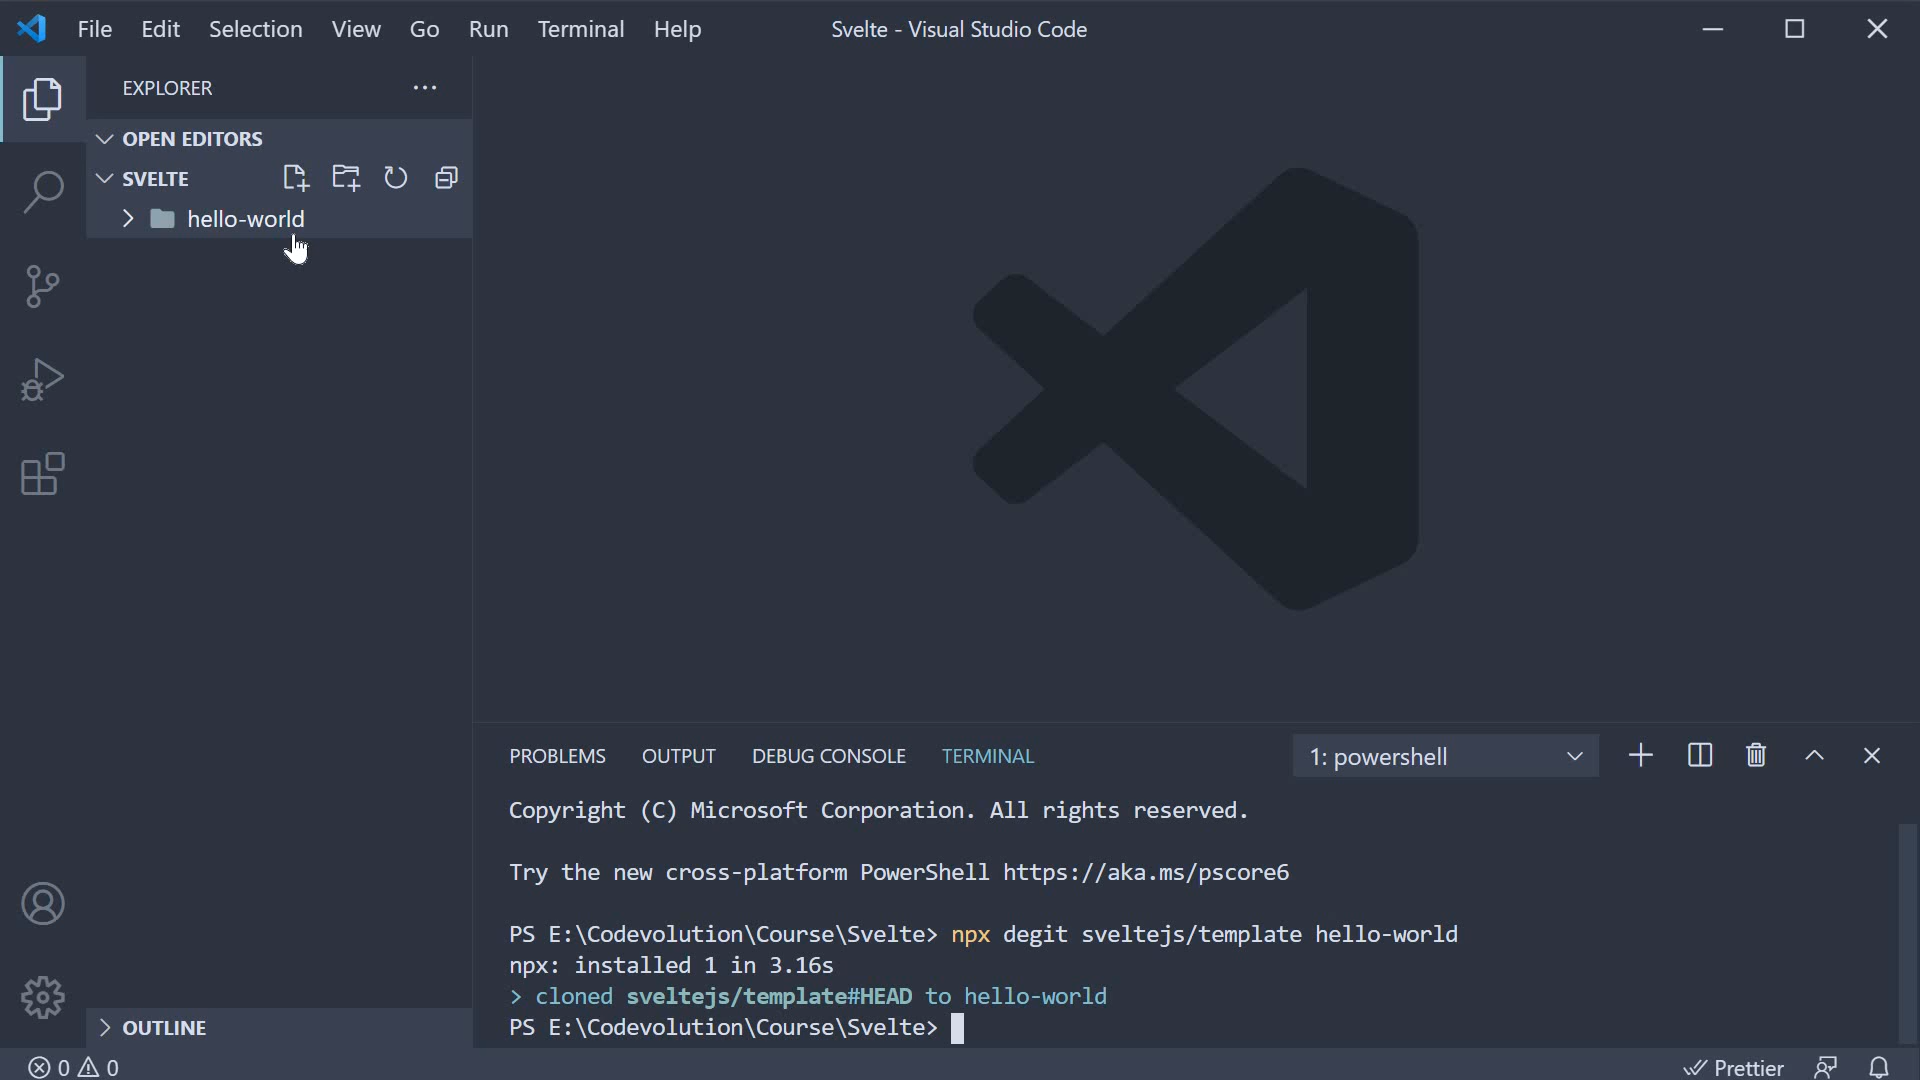 File Edit Selection View Go Run Terminal Help Svelte - Visual Studio Code
EXPLORER
OPEN EDITORS
SVELTE
hello-world
OUTLINE
PROBLEMS OUTPUT DEBUG CONSOLE TERMINAL 1: powershell
Copyright (C) Microsoft Corporation. All rights reserved.
Try the new cross-platform PowerShell https://aka.ms/pscore6
PS E:\Codevolution\Course\Svelte> npx degit sveltejs/template hello-world
npx: installed 1 in 3.16s
> cloned sveltejs/template#HEAD to hello-world
PS E:\Codevolution\Course\Svelte>
0 0 Prettier